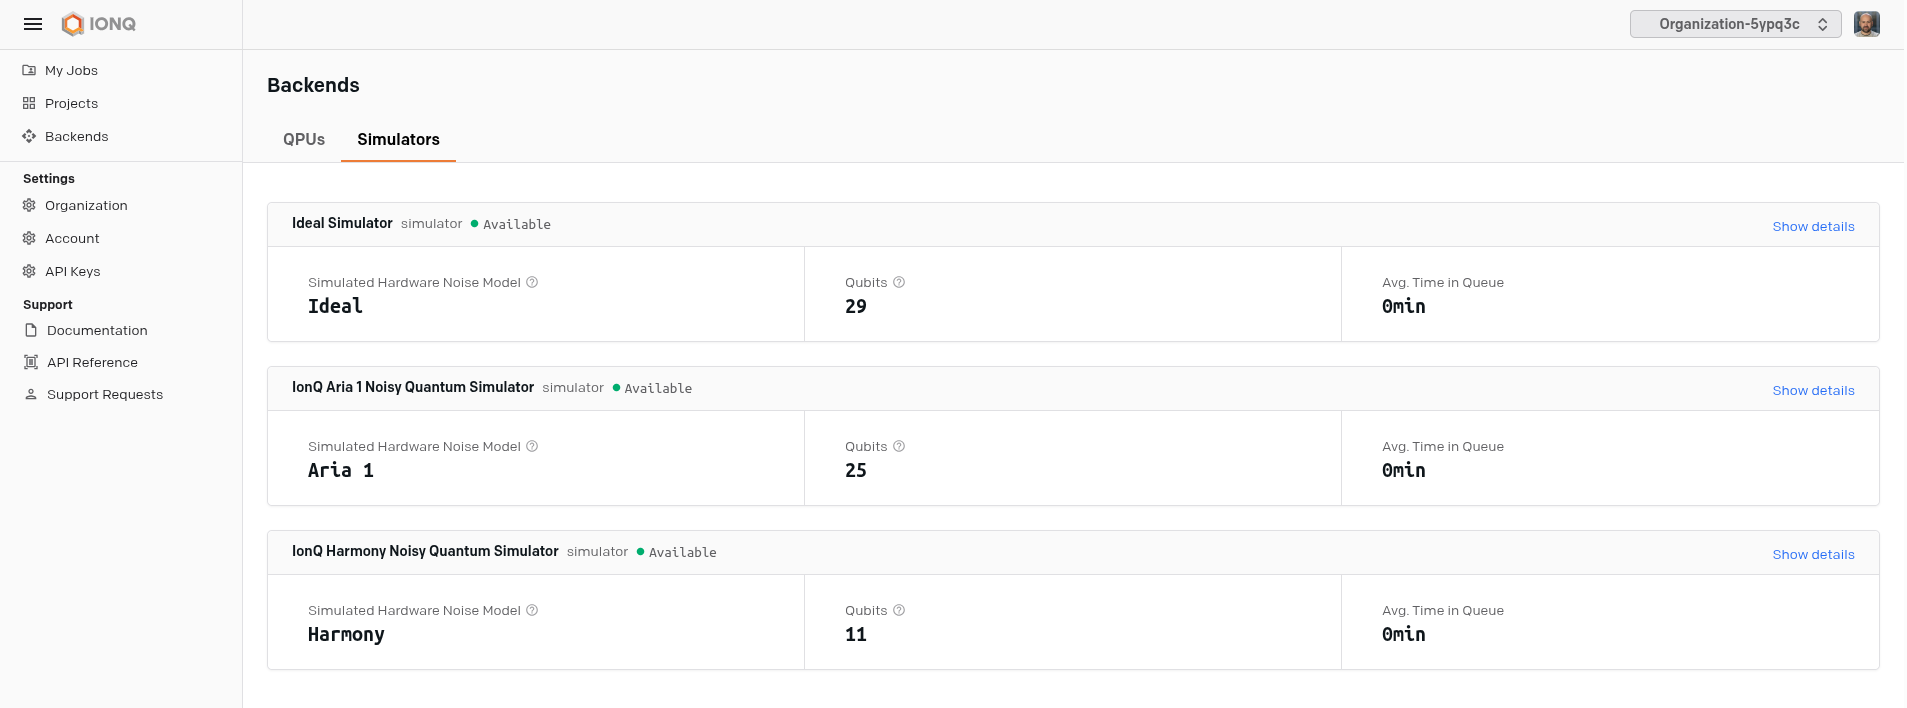 IONQ
Organization-5ypq3c
My Jobs
Projects
Backends
Settings
Organization
Account
API Keys
Support
Documentation
API Reference
Support Requests
Backends
QPUs Simulators
Ideal Simulator simulator Available Show details
Simulated Hardware Noise Model Qubits Avg. Time in Queue
Ideal 29 0min
IonQ Aria 1 Noisy Quantum Simulator simulator Available Show details
Simulated Hardware Noise Model Qubits Avg. Time in Queue
Aria 1 25 0min
IonQ Harmony Noisy Quantum Simulator simulator Available Show details
Simulated Hardware Noise Model Qubits Avg. Time in Queue
Harmony 11 0min